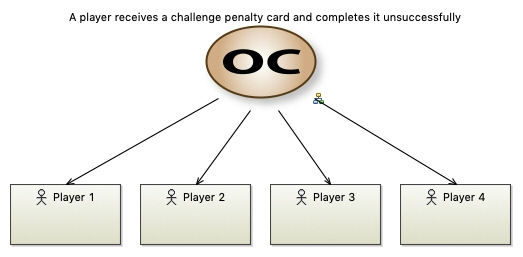 A player receives a challenge penalty card and completes it unsuccessfully
OC
Player 1
Player 2
Player 3
Player 4